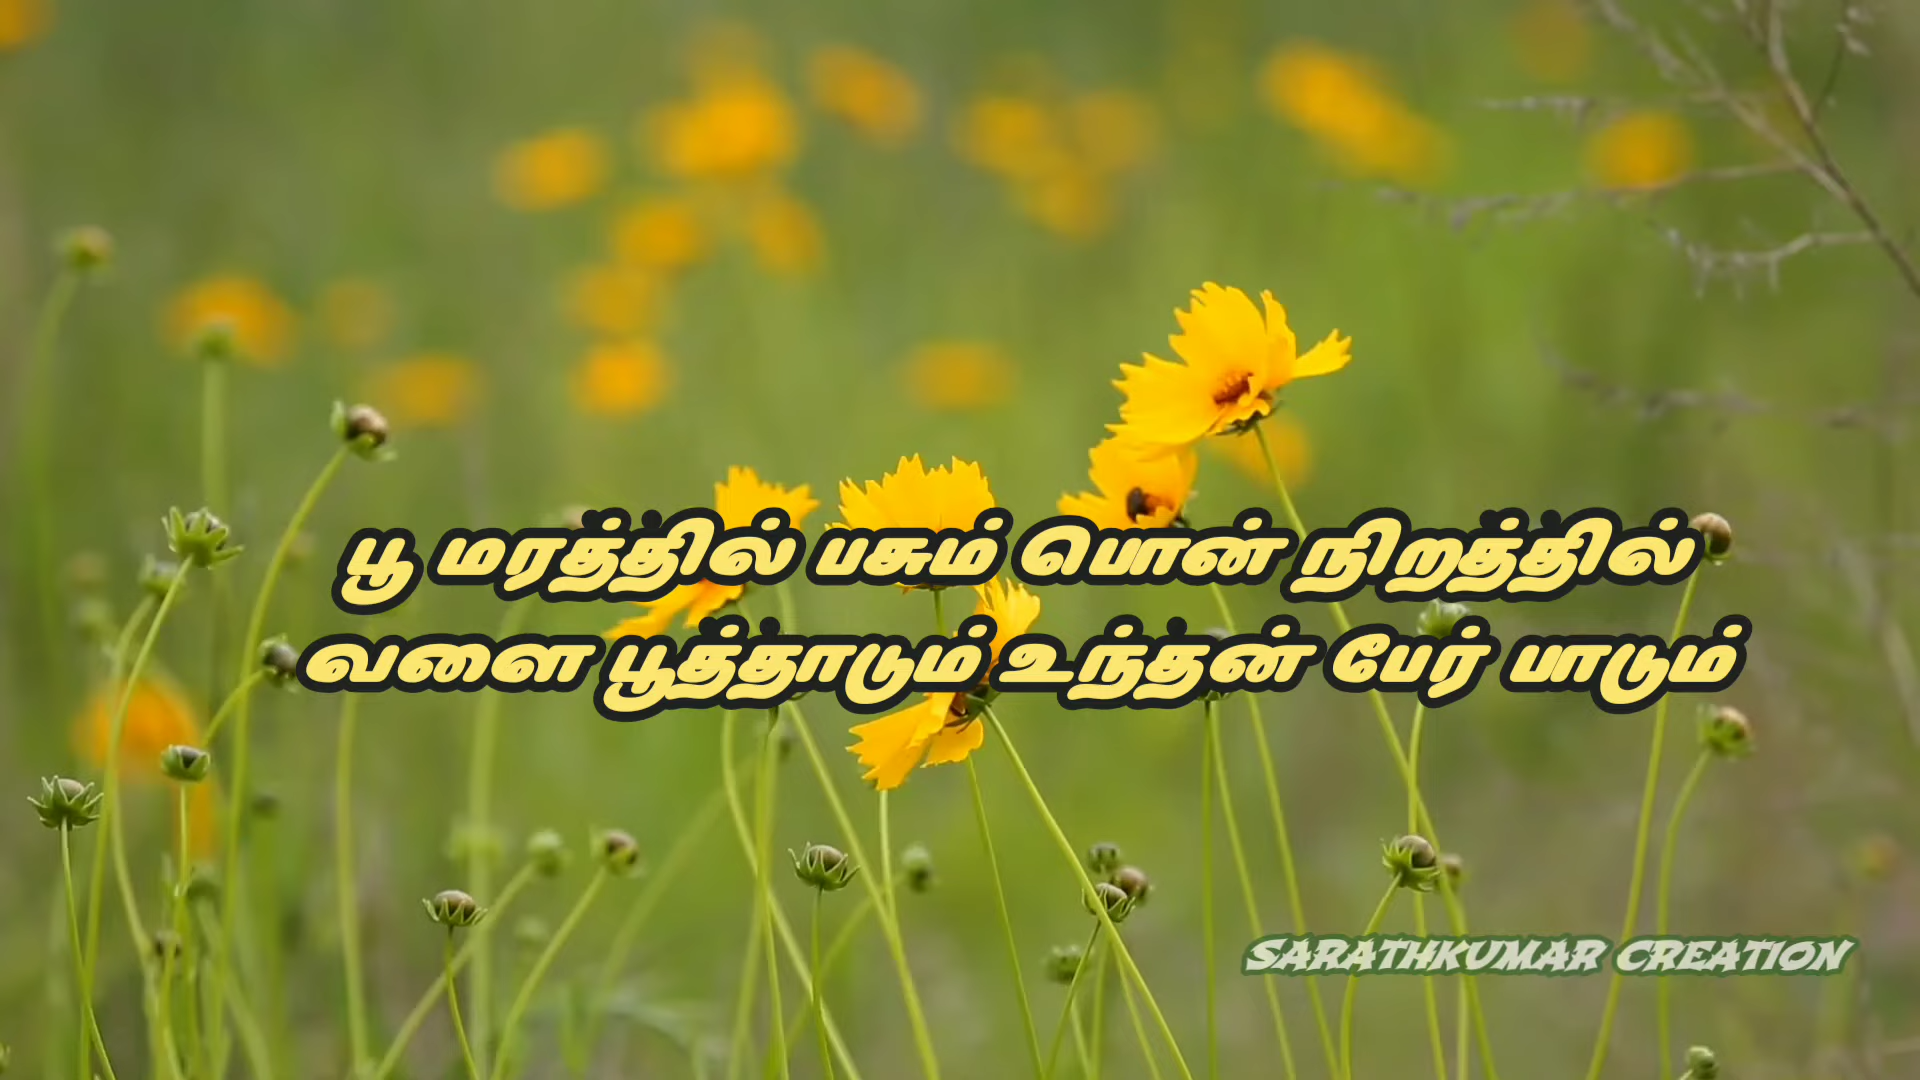 பூ மரத்தில் பசும் பொன் நிறத்தில்
வளை பூத்தாடும் உந்தன் பேர் பாடும்
SARATHKUMAR CREATION